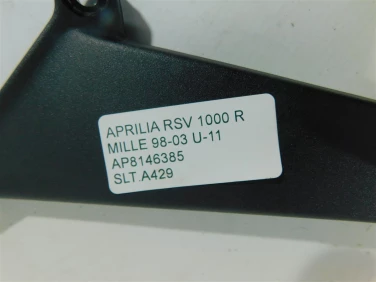 APRILIA RSV 1000 R
MILLE 98-03 U-11
AP8146385
SLT.A429